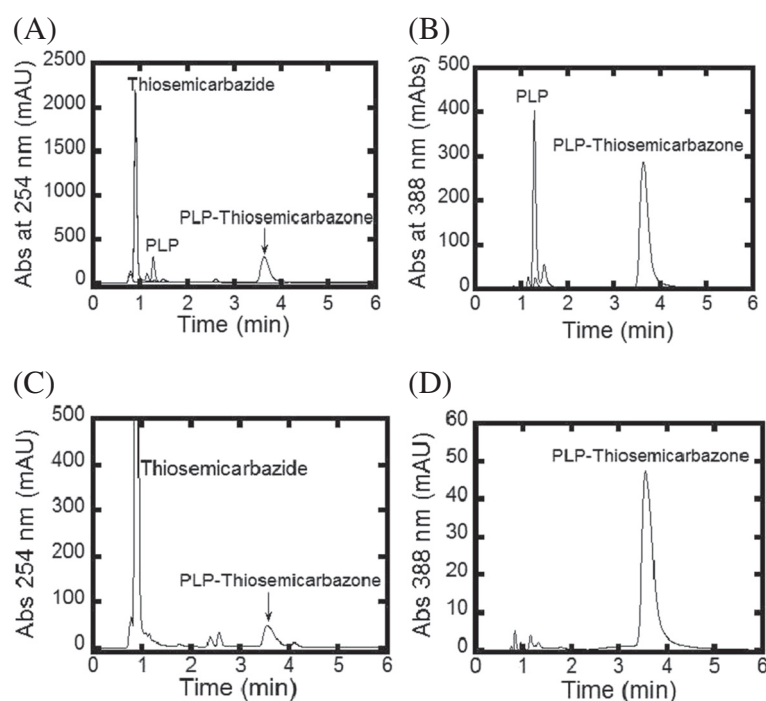 (A)
Abs at 254 nm (mAU)
2500
2000
1500
1000
500
0
Thiosemicarbazide
PLP
PLP-Thiosemicarbazone
0 1 2 3 4 5 6
Time (min)
(B)
Abs at 388 nm (mAbs)
500
400
300
200
100
0
PLP
PLP-Thiosemicarbazone
0 1 2 3 4 5 6
Time (min)
(C)
Abs 254 nm (mAU)
500
400
300
200
100
0
Thiosemicarbazide
PLP-Thiosemicarbazone
0 1 2 3 4 5 6
Time (min)
(D)
Abs 388 nm (mAU)
60
50
40
30
20
10
0
PLP-Thiosemicarbazone
0 1 2 3 4 5 6
Time (min)